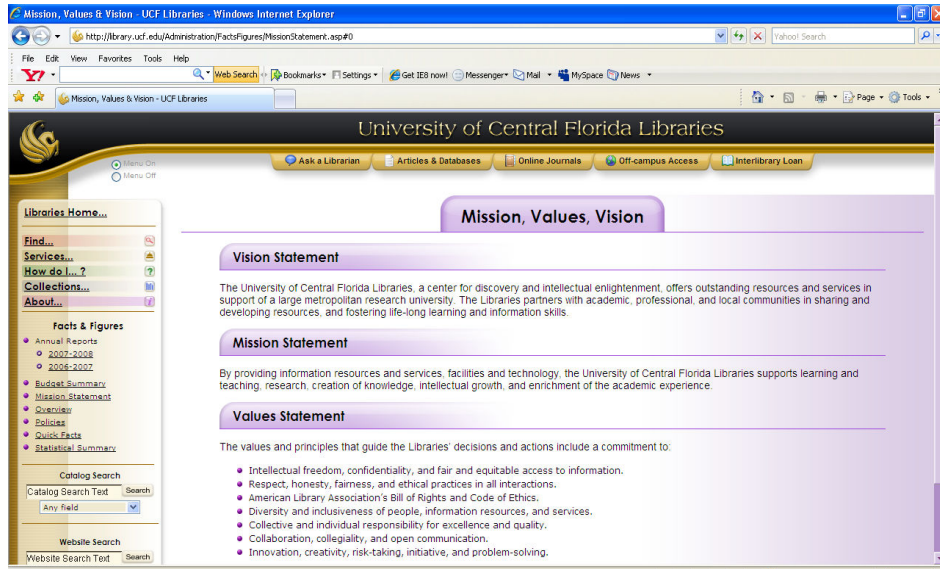 Mission, Values & Vision - UCF Libraries - Windows Internet Explorer
http://library.ucf.edu/Administration/FactsFigures/MissionStatement.asp#0
Yahoo! Search
File Edit View Favorites Tools Help
Y! Web Search Bookmarks Settings Get IE8 now! Messenger Mail MySpace News
Mission, Values & Vision - UCF Libraries
Page Tools
University of Central Florida Libraries
Menu On
Menu Off
Ask a Librarian Articles & Databases Online Journals Off-campus Access Interlibrary Loan
Libraries Home...
Find...
Services...
How do I... ?
Collections...
About...
Facts & Figures
Annual Reports
2007-2008
2006-2007
Budget Summary
Mission Statement
Overview
Policies
Quick Facts
Statistical Summary
Catalog Search
Catalog Search Text Search
Any field
Website Search
Website Search Text Search
Mission, Values, Vision
Vision Statement
The University of Central Florida Libraries, a center for discovery and intellectual enlightenment, offers outstanding resources and services in
support of a large metropolitan research university. The Libraries partners with academic, professional, and local communities in sharing and
developing resources, and fostering life-long learning and information skills.
Mission Statement
By providing information resources and services, facilities and technology, the University of Central Florida Libraries supports learning and
teaching, research, creation of knowledge, intellectual growth, and enrichment of the academic experience.
Values Statement
The values and principles that guide the Libraries' decisions and actions include a commitment to:
Intellectual freedom, confidentiality, and fair and equitable access to information.
Respect, honesty, fairness, and ethical practices in all interactions.
American Library Association's Bill of Rights and Code of Ethics.
Diversity and inclusiveness of people, information resources, and services.
Collective and individual responsibility for excellence and quality.
Collaboration, collegiality, and open communication.
Innovation, creativity, risk-taking, initiative, and problem-solving.